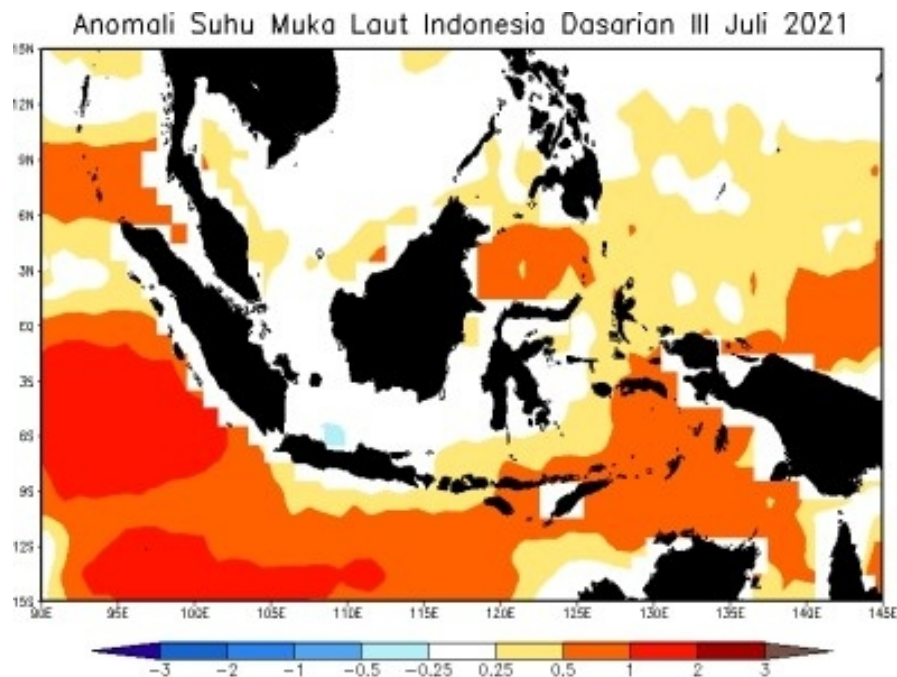 Anomali Suhu Muka Laut Indonesia Dasarian III Juli 2021
15N
12N
9N
6N
3N
EQ
3S
6S
9S
12S
15S
90E 95E 100E 105E 110E 115E 120E 125E 130E 135E 140E 145E
-3 -2 -1 -0.5 -0.25 0.25 0.5 1 2 3